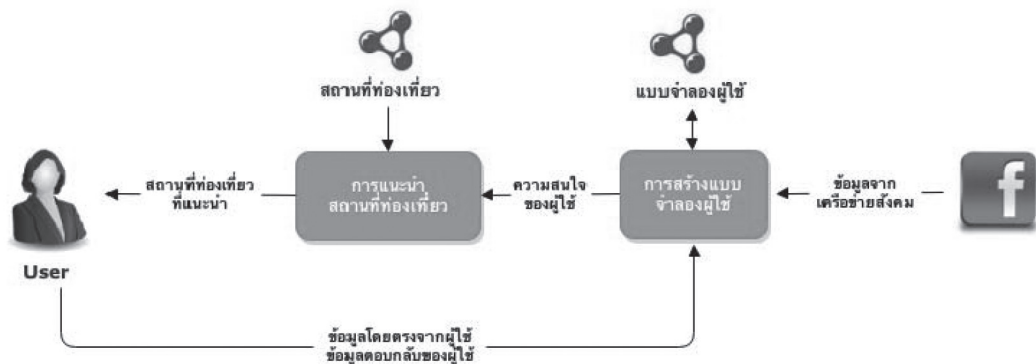 สถานที่ท่องเที่ยว
แบบจำลองผู้ใช้
สถานที่ท่องเที่ยว
ที่แนะนำ
การแนะนำ
สถานที่ท่องเที่ยว
ความสนใจ
ของผู้ใช้
การสร้างแบบ
จำลองผู้ใช้
ข้อมูลจาก
เครือข่ายสังคม
f
User
ข้อมูลโดยตรงจากผู้ใช้
ข้อมูลตอบกลับของผู้ใช้